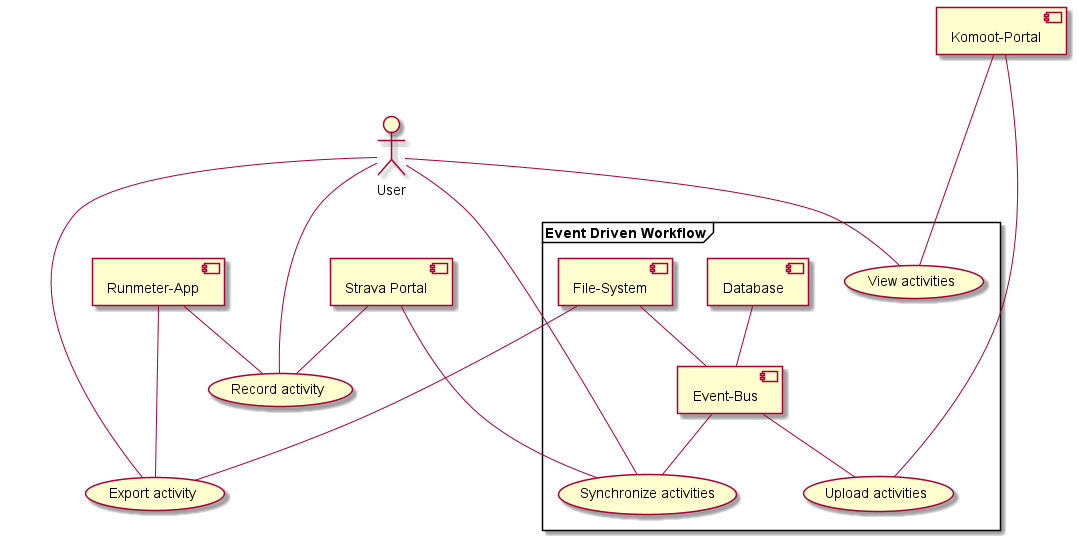 Komoot-Portal
User
Event Driven Workflow
Runmeter-App
Strava Portal
File-System
Database
View activities
Record activity
Event-Bus
Export activity
Synchronize activities
Upload activities